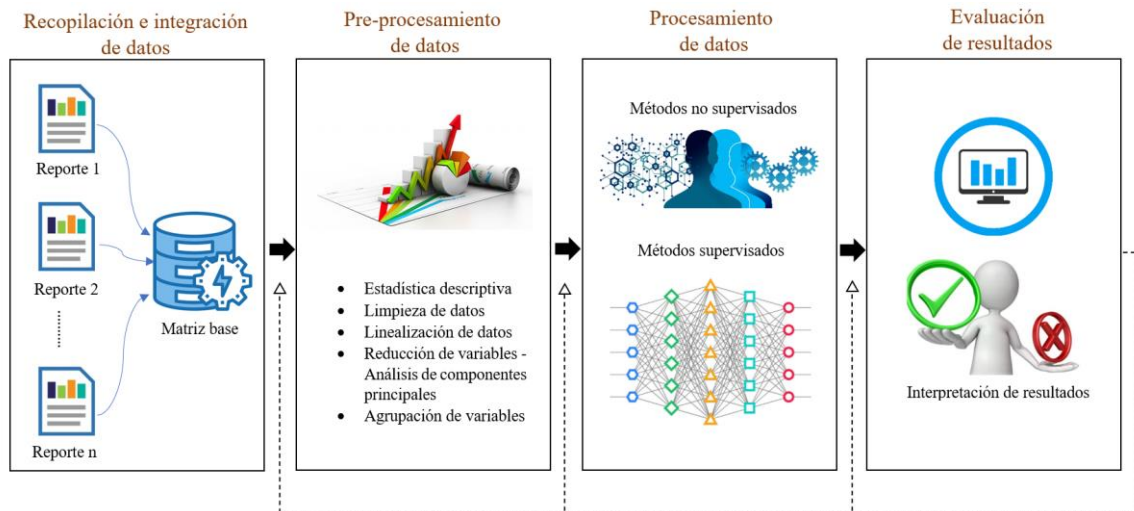 Recopilación e integración
de datos
Reporte 1
Reporte 2
Reporte n
Matriz base
Pre-procesamiento
de datos
• Estadística descriptiva
• Limpieza de datos
• Linealización de datos
• Reducción de variables -
Análisis de componentes
principales
• Agrupación de variables
Procesamiento
de datos
Métodos no supervisados
Métodos supervisados
Evaluación
de resultados
Interpretación de resultados